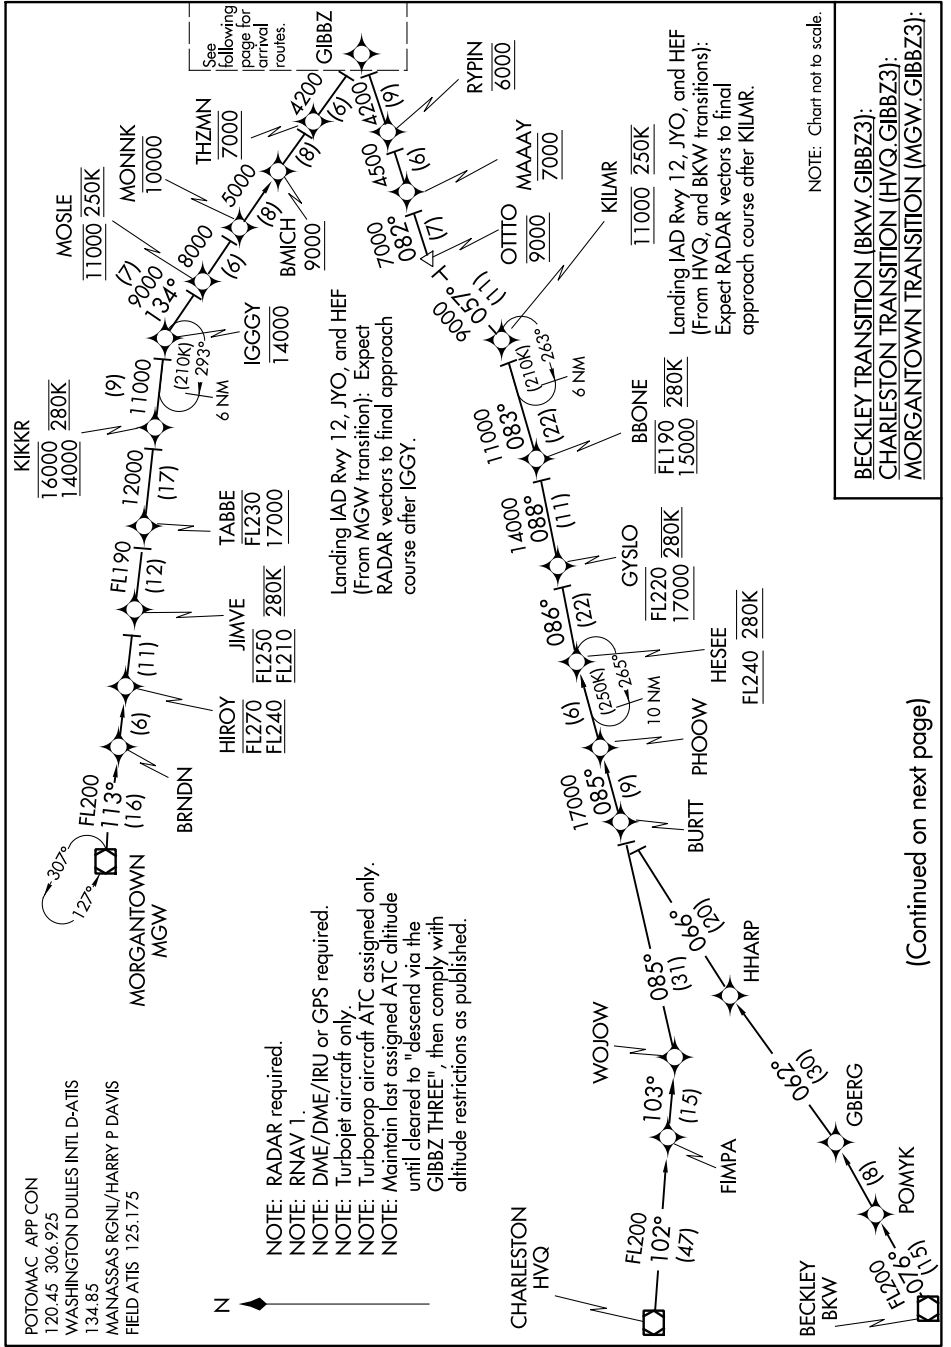 POTOMAC APP CON
120.45 306.925
WASHINGTON DULLES INTL D-ATIS
134.85
MANASSAS RGNL/HARRY P DAVIS
FIELD ATIS 125.175
N
NOTE: RADAR required.
NOTE: RNAV 1.
NOTE: DME/DME/IRU or GPS required.
NOTE: Turbojet aircraft only.
NOTE: Turboprop aircraft ATC assigned only.
NOTE: Maintain last assigned ATC altitude
until cleared to "descend via the
GIBBZ THREE", then comply with
altitude restrictions as published.
MORGANTOWN
MGW
307°
127°
FL200
113°
(16)
BRNDN
(6)
HIROY
FL270
FL240
(11)
JIMVE
FL250 280K
FL210
FL190
(12)
TABBE
FL230
17000
12000
(17)
KIKKR
16000 280K
14000
(9)
11000
(210K)
293°
6 NM
IGGGY
14000
(7)
9000
134°
MOSLE
11000 250K
8000
(6)
MONNK
10000
5000
(8)
BMICH
9000
(8)
THZMN
7000
4200
(6)
GIBBZ
See
following
page for
arrival
routes.
Landing IAD Rwy 12, JYO, and HEF
(From MGW transition): Expect
RADAR vectors to final approach
course after IGGY.
CHARLESTON
HVQ
FL200
102°
(47)
FIMPA
103°
(15)
WOJOW
085°
(31)
BECKLEY
BKW
FL200
076°
(15)
POMYK
(8)
GBERG
062°
(30)
HHARP
066°
(20)
BURTT
17000
085°
(9)
PHOOW
(6)
(250K)
265°
10 NM
HESEE
FL240 280K
086°
(22)
GYSLO
FL220 280K
17000
14000
088°
(11)
BBONE
FL190 280K
15000
11000
083°
(22)
(210K)
263°
6 NM
KILMR
11000 250K
9000
057°
(11)
OTTTO
9000
7000
082°
(7)
MAAAY
7000
4500
(6)
RYPIN
6000
4200
(9)
Landing IAD Rwy 12, JYO, and HEF
(From HVQ, and BKW transitions):
Expect RADAR vectors to final
approach course after KILMR.
NOTE: Chart not to scale.
BECKLEY TRANSITION (BKW.GIBBZ3):
CHARLESTON TRANSITION (HVQ.GIBBZ3):
MORGANTOWN TRANSITION (MGW.GIBBZ3):
(Continued on next page)